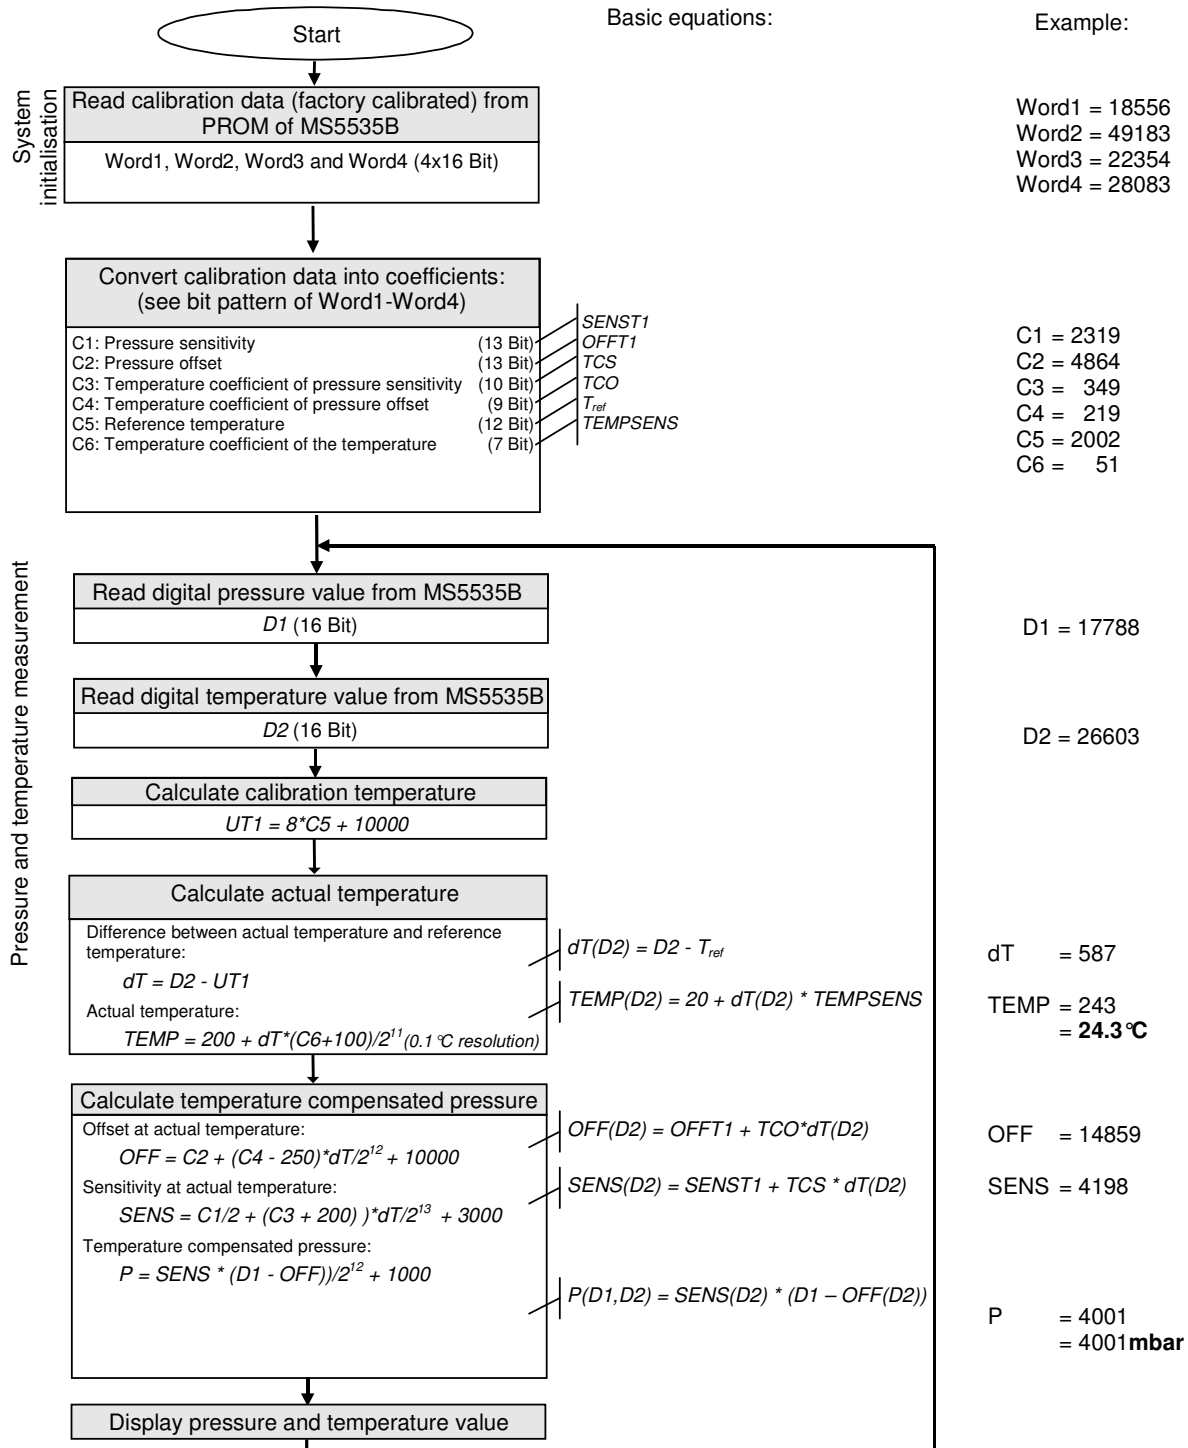 Basic equations:
Example:
Start
System
initialisation
Read calibration data (factory calibrated) from
PROM of MS5535B
Word1, Word2, Word3 and Word4 (4x16 Bit)
Word1 = 18556
Word2 = 49183
Word3 = 22354
Word4 = 28083
Convert calibration data into coefficients:
(see bit pattern of Word1-Word4)
C1: Pressure sensitivity (13 Bit)
C2: Pressure offset (13 Bit)
C3: Temperature coefficient of pressure sensitivity (10 Bit)
C4: Temperature coefficient of pressure offset (9 Bit)
C5: Reference temperature (12 Bit)
C6: Temperature coefficient of the temperature (7 Bit)
SENST1
OFFT1
TCS
TCO
Tref
TEMPSENS
C1 = 2319
C2 = 4864
C3 = 349
C4 = 219
C5 = 2002
C6 = 51
Pressure and temperature measurement
Read digital pressure value from MS5535B
D1 (16 Bit)
D1 = 17788
Read digital temperature value from MS5535B
D2 (16 Bit)
D2 = 26603
Calculate calibration temperature
UT1 = 8*C5 + 10000
Calculate actual temperature
Difference between actual temperature and reference
temperature:
dT = D2 - UT1
Actual temperature:
TEMP = 200 + dT*(C6+100)/2^11 (0.1°C resolution)
dT(D2) = D2 - Tref
TEMP(D2) = 20 + dT(D2) * TEMPSENS
dT = 587
TEMP = 243
= 24.3°C
Calculate temperature compensated pressure
Offset at actual temperature:
OFF = C2 + (C4 - 250)*dT/2^12 + 10000
Sensitivity at actual temperature:
SENS = C1/2 + (C3 + 200) )*dT/2^13 + 3000
Temperature compensated pressure:
P = SENS * (D1 - OFF))/2^12 + 1000
OFF(D2) = OFFT1 + TCO*dT(D2)
SENS(D2) = SENST1 + TCS * dT(D2)
P(D1,D2) = SENS(D2) * (D1 – OFF(D2))
OFF = 14859
SENS = 4198
P = 4001
= 4001mbar
Display pressure and temperature value